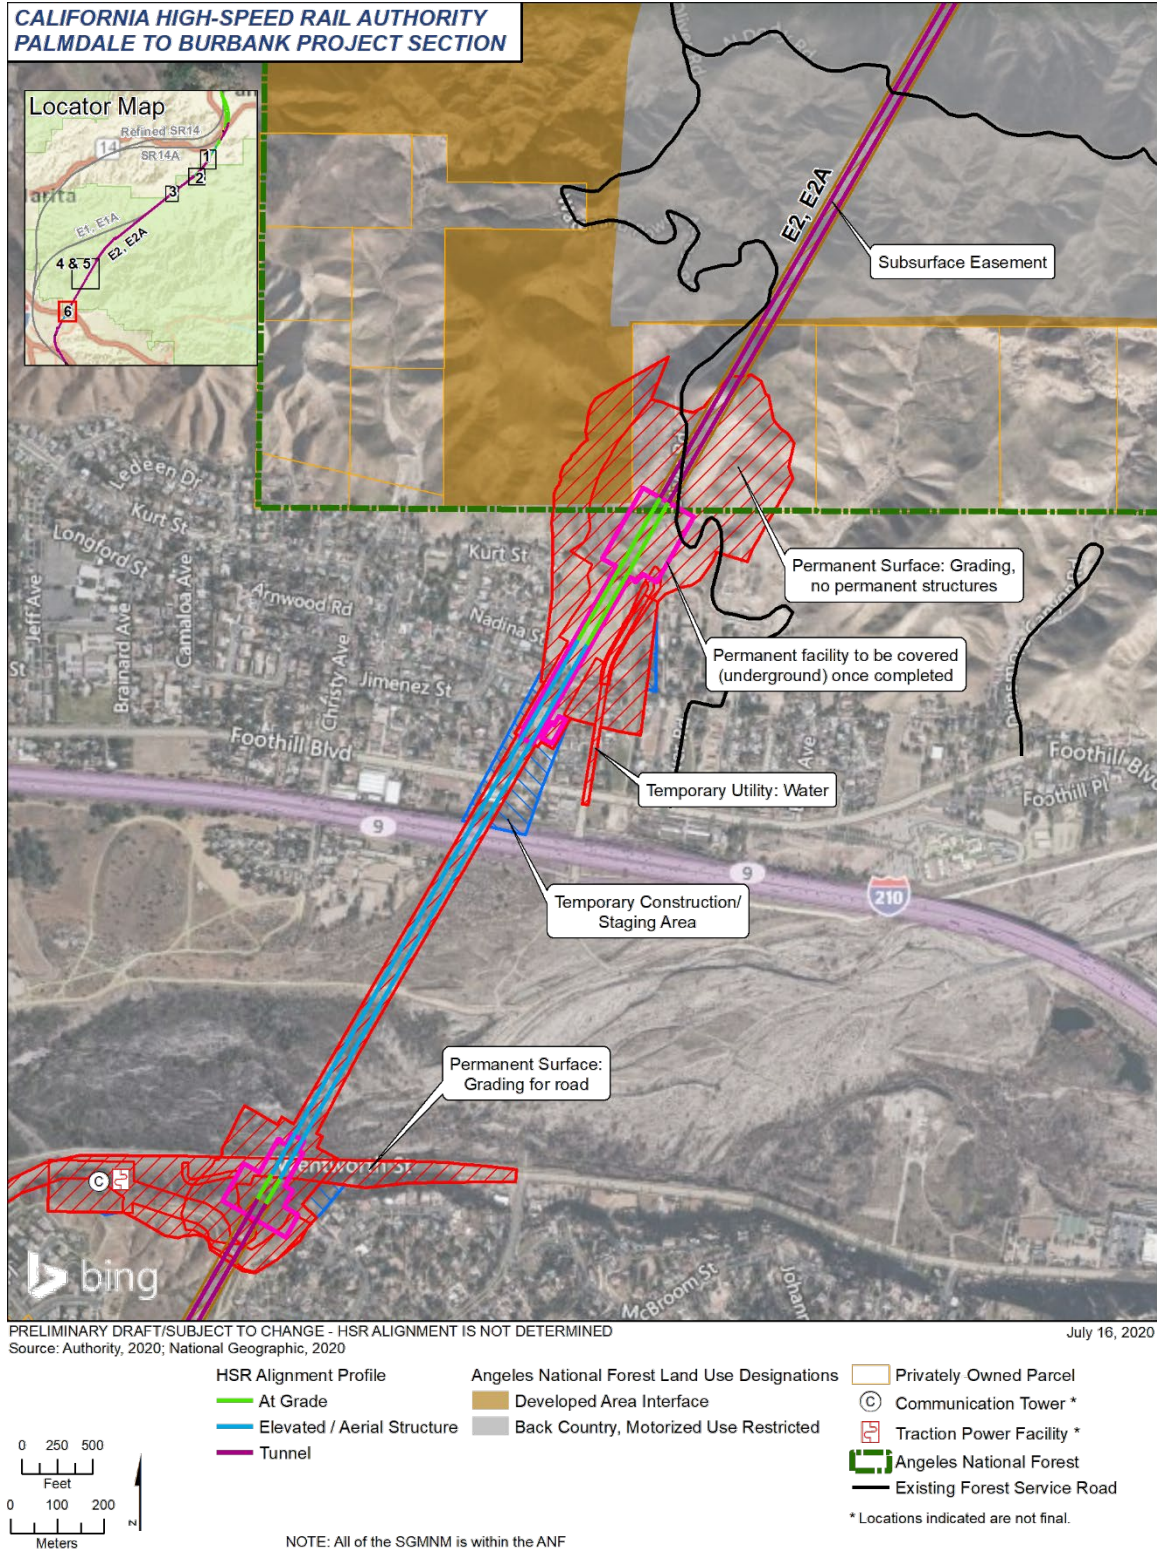 CALIFORNIA HIGH-SPEED RAIL AUTHORITY
PALMDALE TO BURBANK PROJECT SECTION
Locator Map
Refined SR14
14
SR14A
arita
1
2
3
E1, E1A
E2, E2A
4 & 5
6
E2, E2A
Subsurface Easement
Ledeen Dr
Kurt St
Longford St
Kurt St
Arnwood Rd
Nadina St
Jeff Ave
Brainard Ave
Camaloa Ave
Christy Ave
Jimenez St
St
Permanent Surface: Grading,
no permanent structures
Permanent facility to be covered
(underground) once completed
Foothill Blvd
Rd
Ave
Foothill Blv
Foothill Pl
Temporary Utility: Water
9
9
210
Temporary Construction/
Staging Area
Permanent Surface:
Grading for road
entworth St
C
bing
McBroom St
Johann
PRELIMINARY DRAFT/SUBJECT TO CHANGE - HSR ALIGNMENT IS NOT DETERMINED
July 16, 2020
Source: Authority, 2020; National Geographic, 2020
HSR Alignment Profile
At Grade
Elevated / Aerial Structure
Tunnel
Angeles National Forest Land Use Designations
Developed Area Interface
Back Country, Motorized Use Restricted
Privately Owned Parcel
C
Communication Tower *
Traction Power Facility *
Angeles National Forest
Existing Forest Service Road
* Locations indicated are not final.
0 250 500
Feet
0 100 200
Meters
N
NOTE: All of the SGMNM is within the ANF